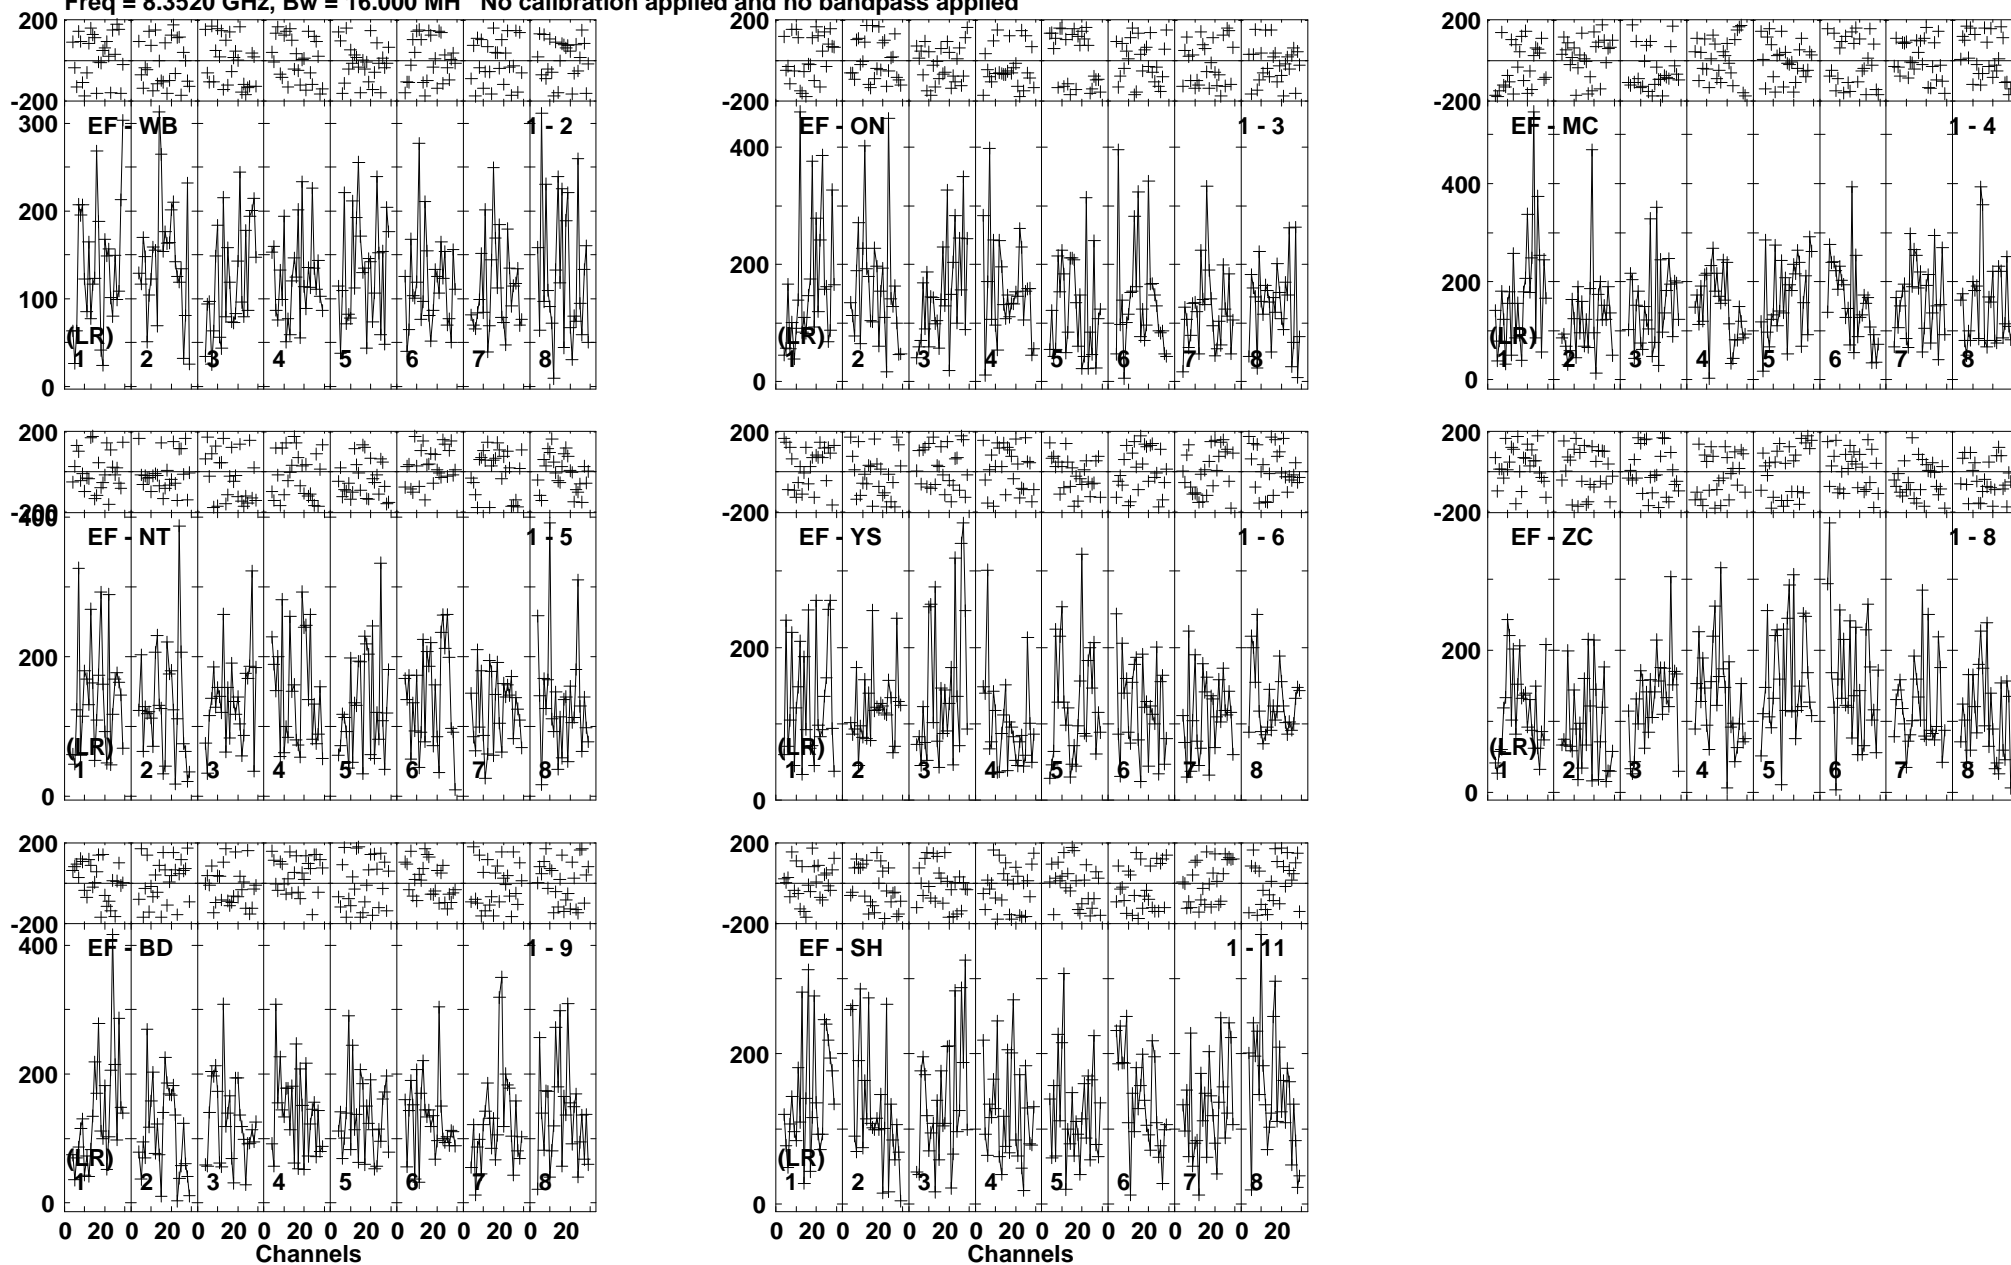 Freq = 8.3520 GHz, Bw = 16.000 MH No calibration applied and no bandpass applied
200
-200
300
200
100
0
EF - WB
1 - 2
(LR)
1 2 3 4 5 6 7 8
200
-200
400
200
0
EF - ON
1 - 3
(LR)
1 2 3 4 5 6 7 8
200
-200
400
200
0
EF - MC
1 - 4
(LR)
1 2 3 4 5 6 7 8
200
-200
400
200
0
EF - NT
1 - 5
(LR)
1 2 3 4 5 6 7 8
200
-200
200
0
EF - YS
1 - 6
(LR)
1 2 3 4 5 6 7 8
200
-200
200
0
EF - ZC
1 - 8
(LR)
1 2 3 4 5 6 7 8
200
-200
400
200
0
EF - BD
1 - 9
(LR)
1 2 3 4 5 6 7 8
0 20 0 20 0 20 0 20 0 20 0 20 0 20 0 20
Channels
200
-200
200
0
EF - SH
1 - 11
(LR)
1 2 3 4 5 6 7 8
0 20 0 20 0 20 0 20 0 20 0 20 0 20 0 20
Channels